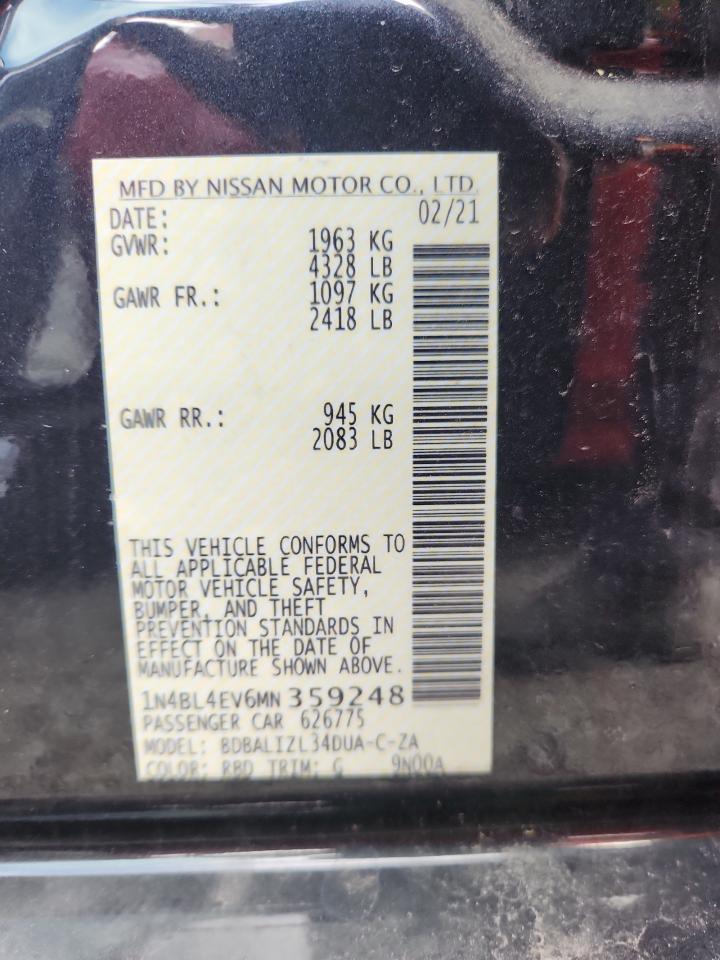 MFD BY NISSAN MOTOR CO., LTD.
DATE: 02/21
GVWR: 1963 KG
4328 LB
GAWR FR.: 1097 KG
2418 LB
GAWR RR.: 945 KG
2083 LB
THIS VEHICLE CONFORMS TO
ALL APPLICABLE FEDERAL
MOTOR VEHICLE SAFETY,
BUMPER, AND THEFT
PREVENTION STANDARDS IN
EFFECT ON THE DATE OF
MANUFACTURE SHOWN ABOVE.
1N4BL4EV6MN359248
PASSENGER CAR 626775
MODEL: BDBALIZL34DUA-C-ZA
COLOR: RBD TRIM: G 9N00A